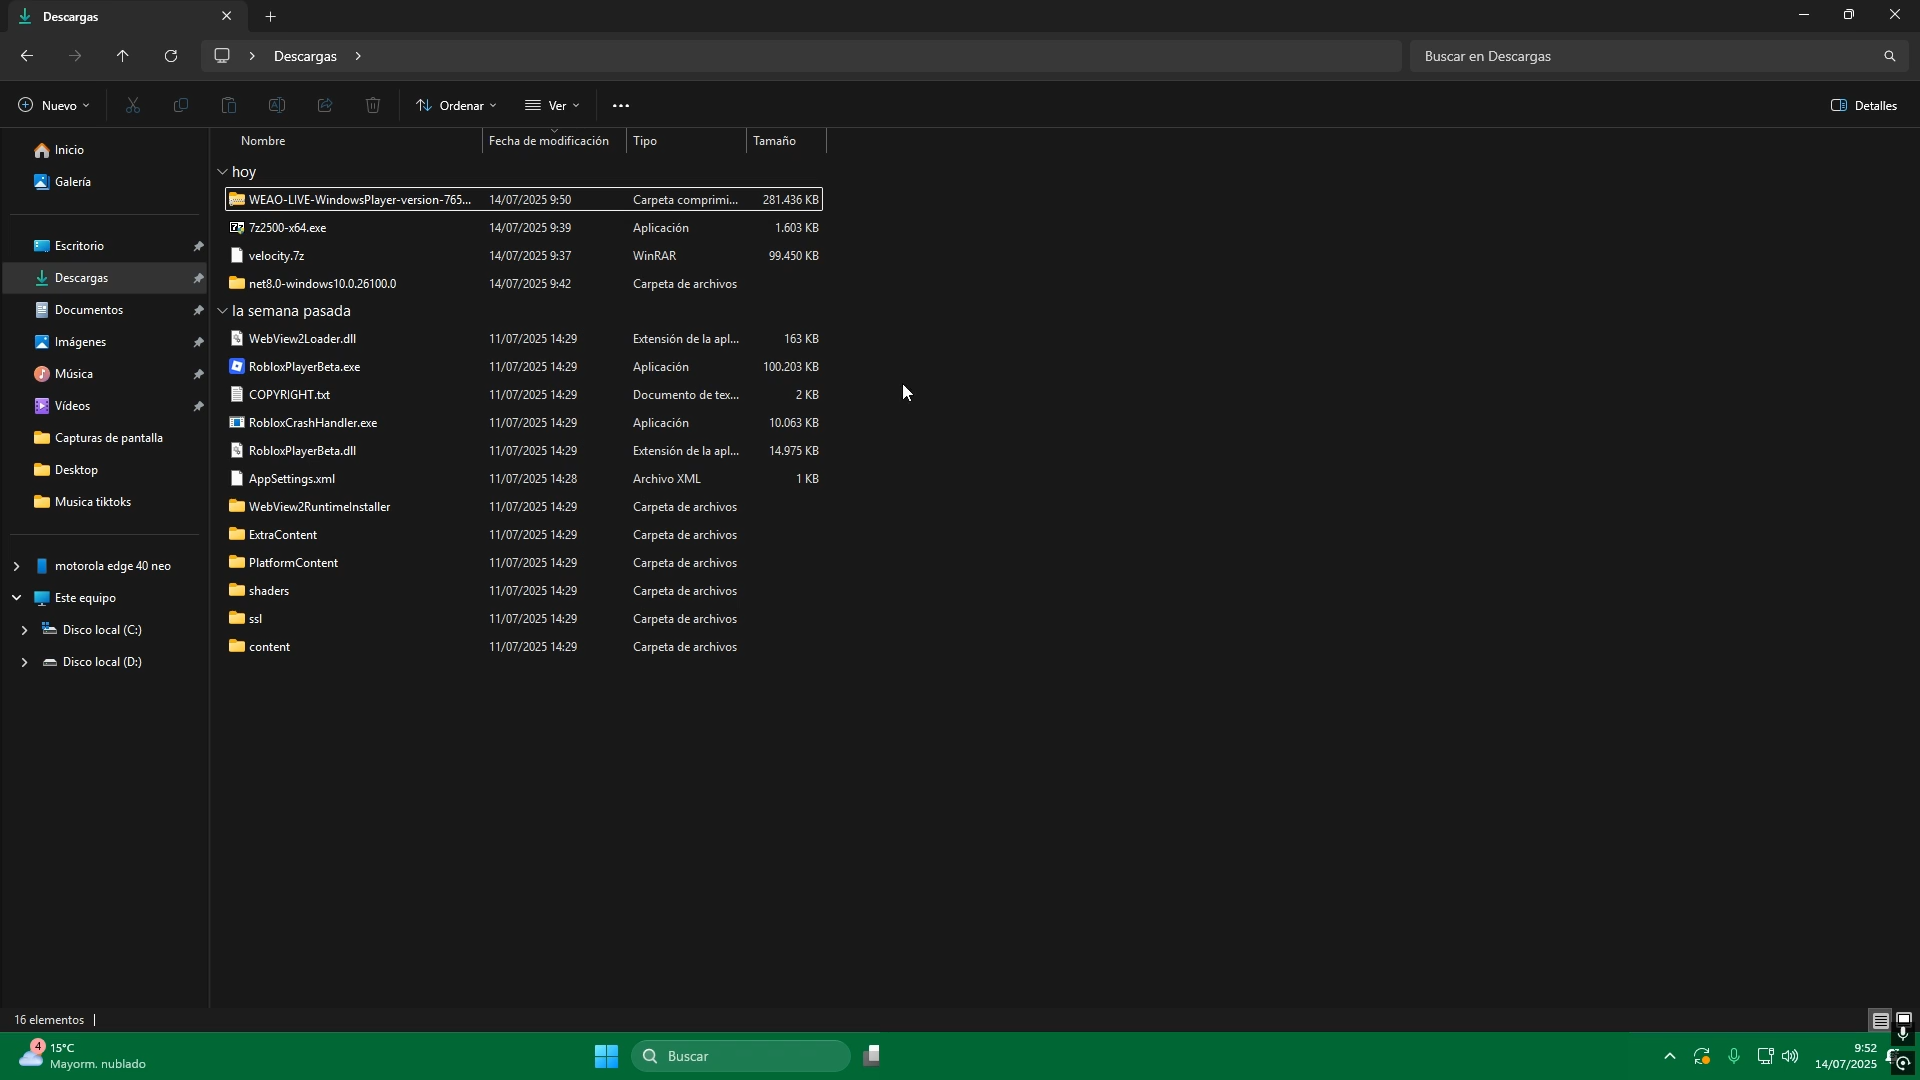 Descargas
Descargas
Buscar en Descargas
Nuevo
Ordenar
Ver
Detalles
Nombre Fecha de modificación Tipo Tamaño
Inicio
Galería
Escritorio
Descargas
Documentos
Imágenes
Música
Vídeos
Capturas de pantalla
Desktop
Musica tiktoks
motorola edge 40 neo
Este equipo
Disco local (C:)
Disco local (D:)
hoy
WEAO-LIVE-WindowsPlayer-version-765... 14/07/2025 9:50 Carpeta comprimi... 281.436 KB
7z2500-x64.exe 14/07/2025 9:39 Aplicación 1.603 KB
velocity.7z 14/07/2025 9:37 WinRAR 99.450 KB
net8.0-windows10.0.26100.0 14/07/2025 9:42 Carpeta de archivos
la semana pasada
WebView2Loader.dll 11/07/2025 14:29 Extensión de la apl... 163 KB
RobloxPlayerBeta.exe 11/07/2025 14:29 Aplicación 100.203 KB
COPYRIGHT.txt 11/07/2025 14:29 Documento de tex... 2 KB
RobloxCrashHandler.exe 11/07/2025 14:29 Aplicación 10.063 KB
RobloxPlayerBeta.dll 11/07/2025 14:29 Extensión de la apl... 14.975 KB
AppSettings.xml 11/07/2025 14:28 Archivo XML 1 KB
WebView2RuntimeInstaller 11/07/2025 14:29 Carpeta de archivos
ExtraContent 11/07/2025 14:29 Carpeta de archivos
PlatformContent 11/07/2025 14:29 Carpeta de archivos
shaders 11/07/2025 14:29 Carpeta de archivos
ssl 11/07/2025 14:29 Carpeta de archivos
content 11/07/2025 14:29 Carpeta de archivos
16 elementos
4
15°C
Mayorm. nublado
Buscar
9:52
14/07/2025